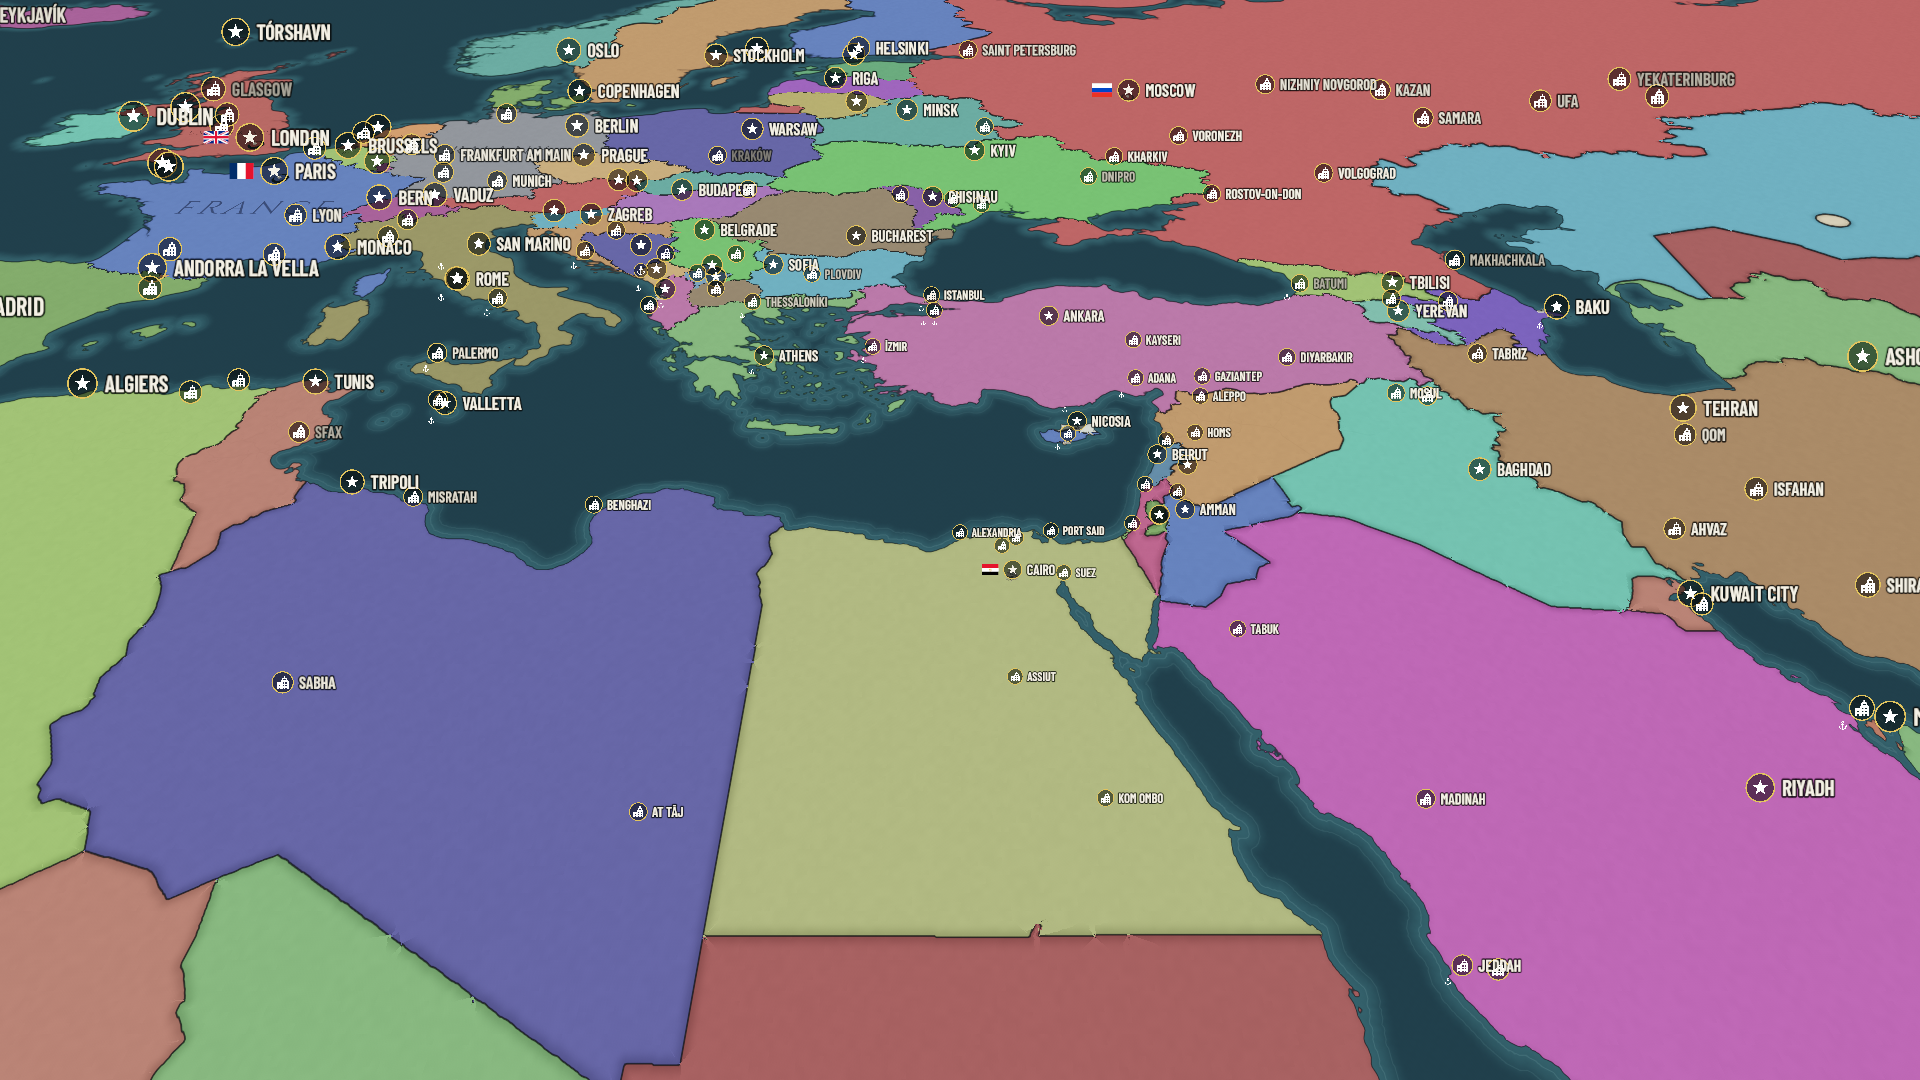 EYKJAVÍK
TÓRSHAVN
OSLO
STOCKHOLM
HELSINKI
SAINT PETERSBURG
GLASGOW
COPENHAGEN
RIGA
MOSCOW
NIZHNIY NOVGOROD
KAZAN
YEKATERINBURG
UFA
DUBLIN
LONDON
BERLIN
WARSAW
MINSK
SAMARA
VORONEZH
BRUSSELS
FRANKFURT AM MAIN
PRAGUE
KRAKÓW
KYIV
KHARKIV
PARIS
MUNICH
DNIPRO
VOLGOGRAD
FRANCE
BERN
VADUZ
BUDAPEST
CHISINAU
ROSTOV-ON-DON
LYON
ZAGREB
BELGRADE
BUCHAREST
MONACO
SAN MARINO
ANDORRA LA VELLA
ROME
SOFIA
PLOVDIV
MAKHACHKALA
ADRID
THESSALONÍKI
ISTANBUL
BATUMI
TBILISI
YEREVAN
BAKU
ANKARA
PALERMO
ATHENS
İZMIR
KAYSERI
DIYARBAKIR
TABRIZ
ASHG
ALGIERS
TUNIS
ADANA
GAZIANTEP
ALEPPO
MOSUL
VALLETTA
NICOSIA
TEHRAN
SFAX
HOMS
QOM
BEIRUT
BAGHDAD
TRIPOLI
MISRATAH
BENGHAZI
AMMAN
ISFAHAN
ALEXANDRIA
PORT SAID
AHVAZ
CAIRO
SUEZ
KUWAIT CITY
SHIRA
TABUK
SABHA
ASSIUT
M
AT TĀJ
KOM OMBO
MADINAH
RIYADH
JEDDAH